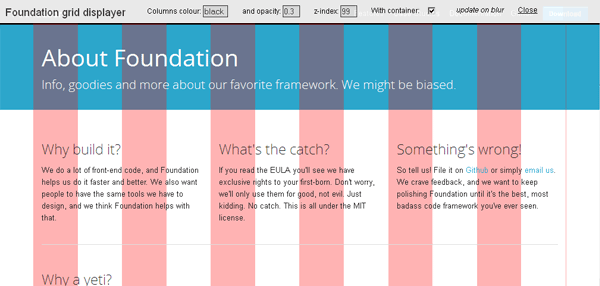 Foundation grid displayer Columns colour: black and opacity: 0.3 z-index: 99 With container: update on blur Close
About Foundation
Info, goodies and more about our favorite framework. We might be biased.
Why build it?
We do a lot of front-end code, and Foundation
helps us do it faster and better. We also want
people to have the same tools we have to
design, and we think Foundation helps with
that.
What's the catch?
If you read the EULA you'll see we have
exclusive rights to your first-born. Don't worry,
we'll only use them for good, not evil. Just
kidding. No catch. This is all under the MIT
license.
Something's wrong!
So tell us! File it on Github or simply email us.
We crave feedback, and we want to keep
polishing Foundation until it's the best, most
badass code framework you've ever seen.
Why a yeti?